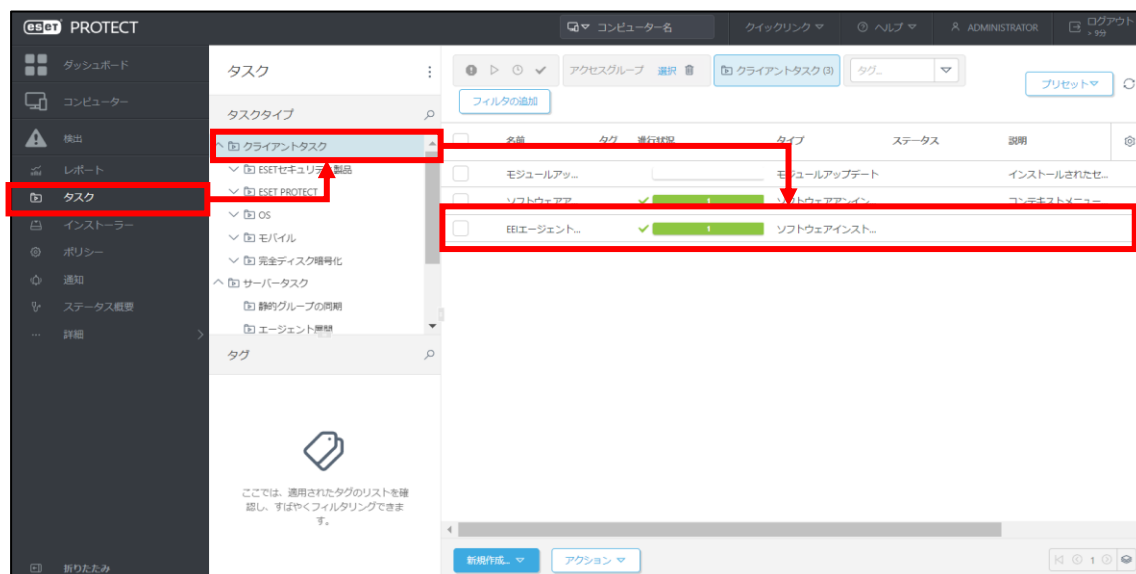 eseT PROTECT
コンピューター名
クイックリンク
ヘルプ
ADMINISTRATOR
ログアウト
> 9分
ダッシュボード
コンピューター
検出
レポート
タスク
インストーラー
ポリシー
通知
ステータス概要
詳細
折りたたみ
タスク
タスクタイプ
クライアントタスク
ESETセキュリティ製品
ESET PROTECT
OS
モバイル
完全ディスク暗号化
サーバータスク
静的グループの同期
エージェント展開
タグ
ここでは、適用されたタグのリストを確
認し、すばやくフィルタリングできま
す。
アクセスグループ 選択
クライアントタスク (3)
タグ...
プリセット
フィルタの追加
名前 タグ 進行状況 タイプ ステータス 説明
モジュールアッ... モジュールアップデート インストールされたセ...
ソフトウェアア... 1 ソフトウェアアンイン... コンテキストメニュー...
EEIエージェント... 1 ソフトウェアインスト...
新規作成...
アクション
1